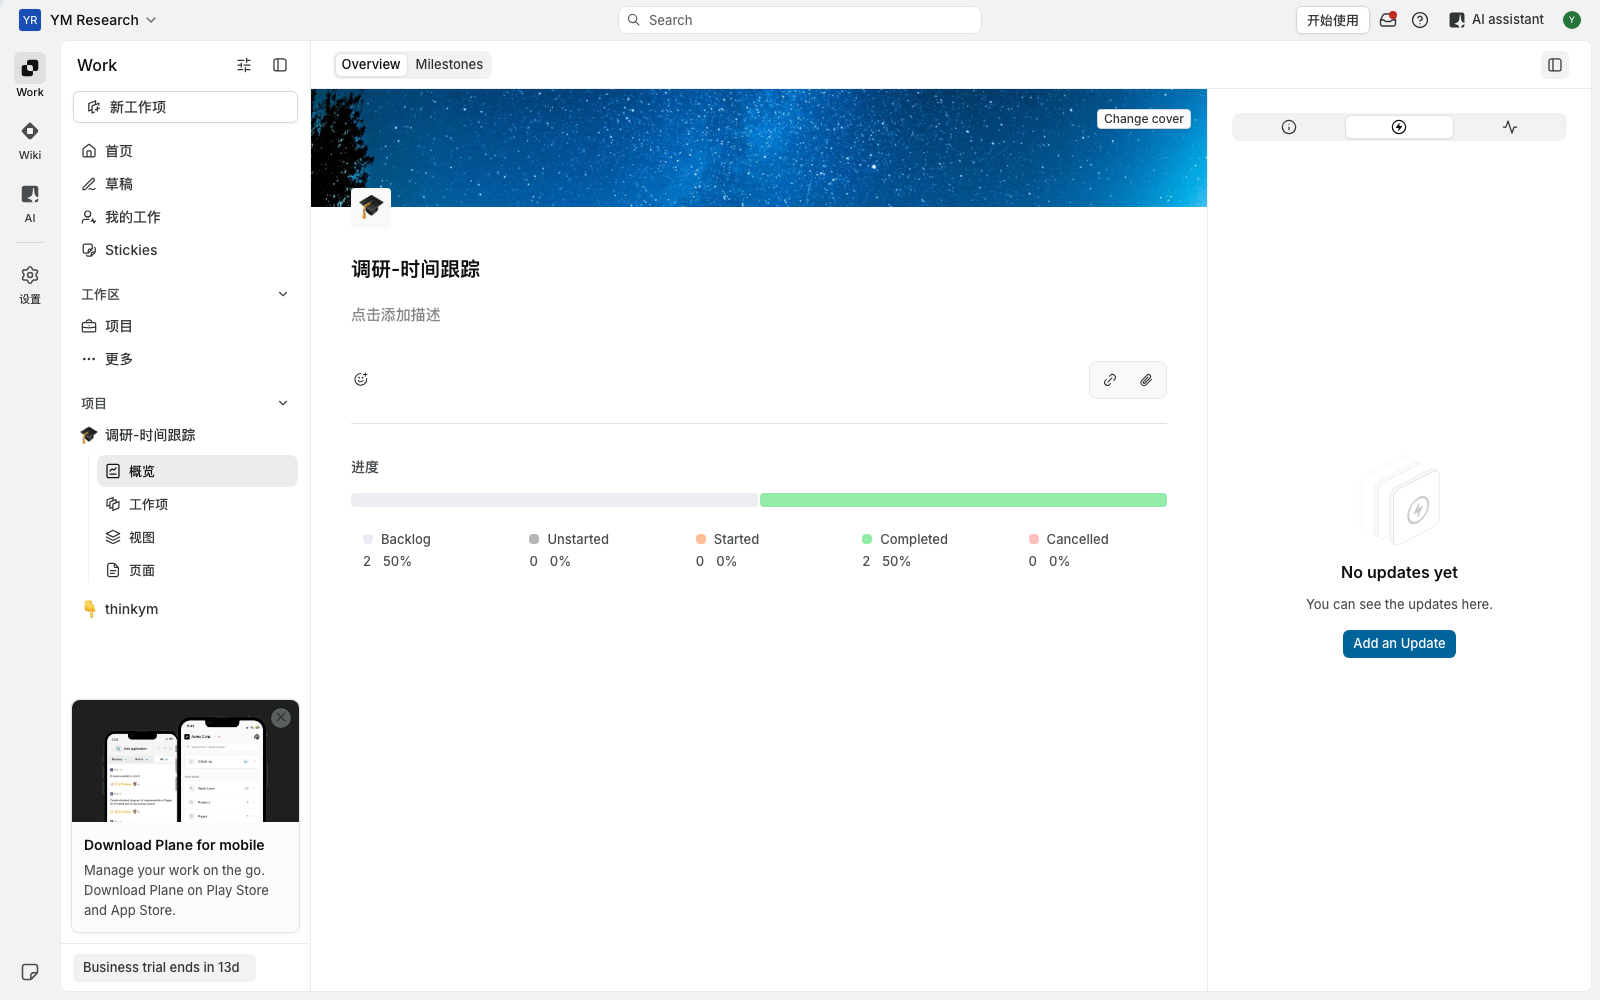 YR
YM Research
Search
开始使用
AI assistant
Y
Work
Wiki
AI
设置
Work
新工作项
首页
草稿
我的工作
Stickies
工作区
项目
更多
项目
🎓 调研-时间跟踪
概览
工作项
视图
页面
👇 thinkym
Download Plane for mobile
Manage your work on the go.
Download Plane on Play Store
and App Store.
Business trial ends in 13d
Overview
Milestones
Change cover
调研-时间跟踪
点击添加描述
进度
Backlog
2 50%
Unstarted
0 0%
Started
0 0%
Completed
2 50%
Cancelled
0 0%
No updates yet
You can see the updates here.
Add an Update